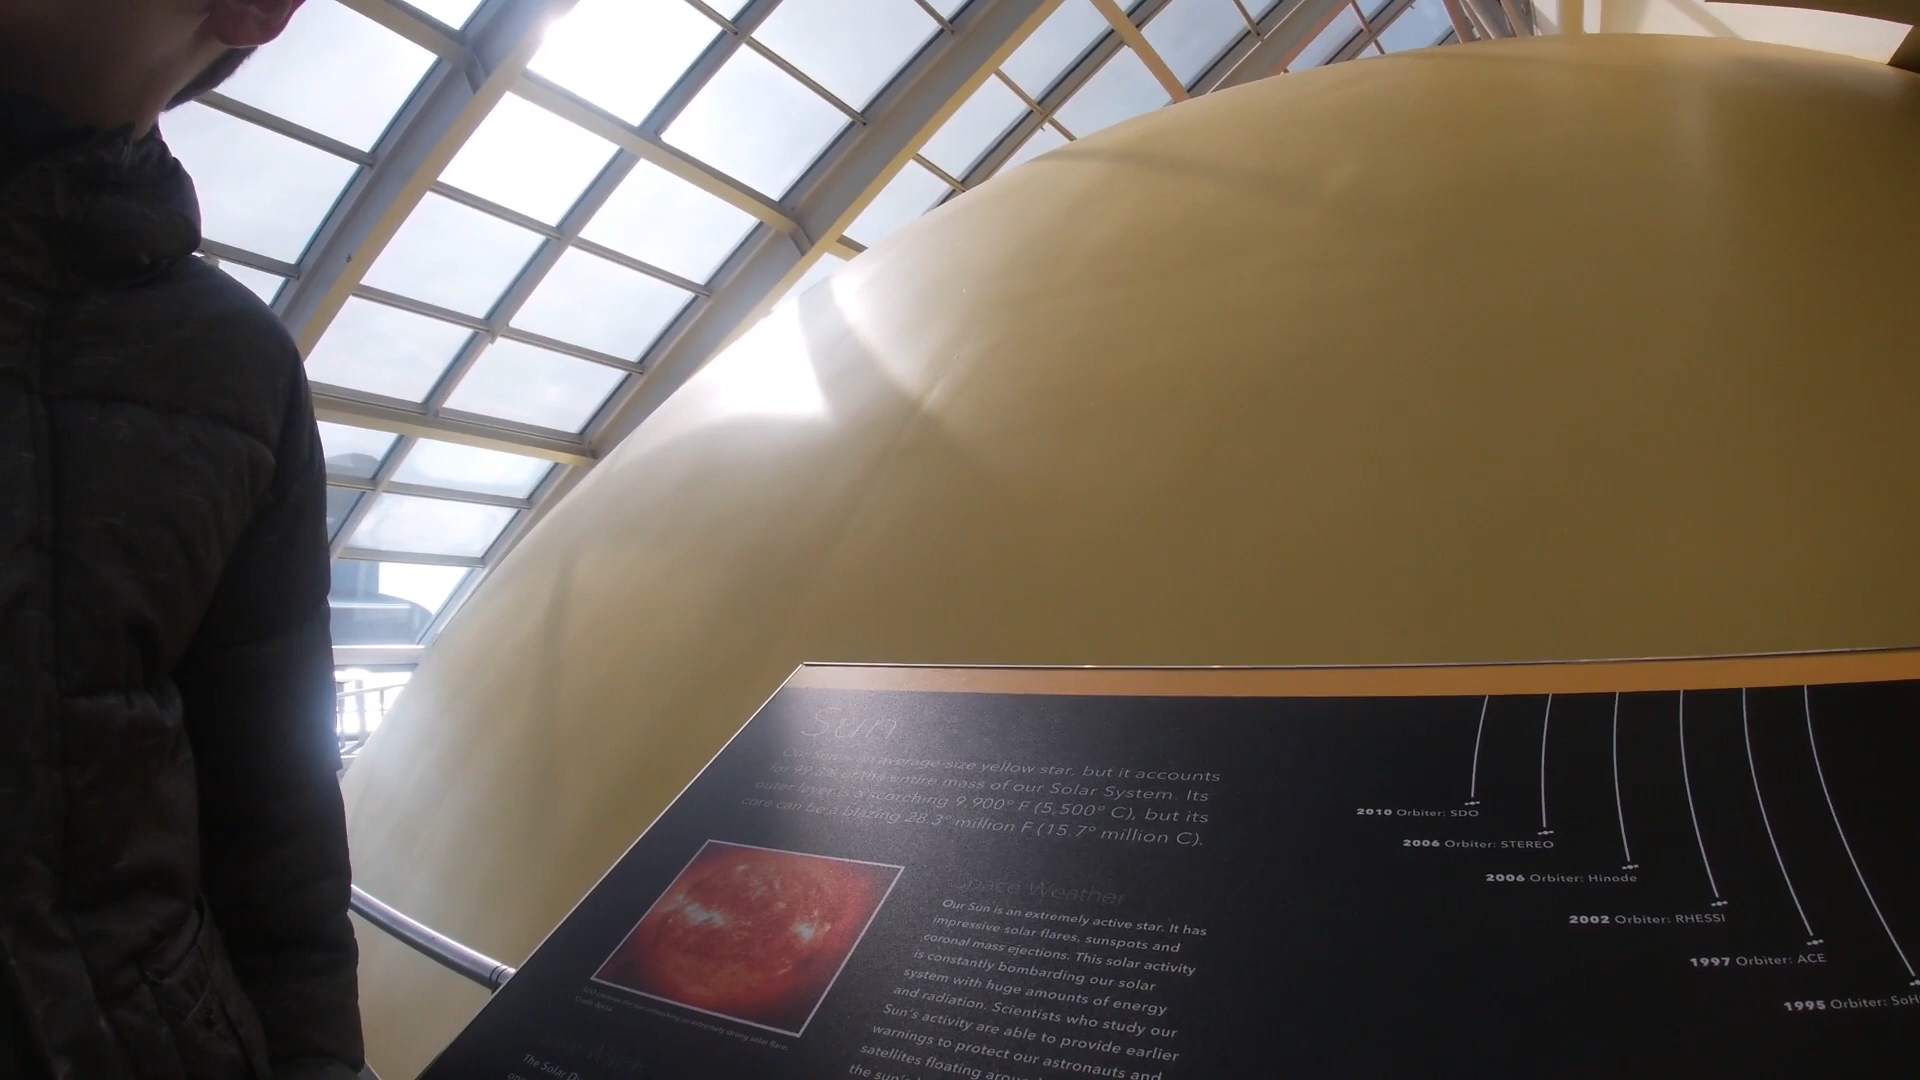 Sun
Our Sun is an average-size yellow star, but it accounts
for 99.8% of the entire mass of our Solar System. Its
outer layer is a scorching 9,900° F (5,500° C), but its
core can be a blazing 28.3° million F (15.7° million C).
Space Weather
Our Sun is an extremely active star. It has
impressive solar flares, sunspots and
coronal mass ejections. This solar activity
is constantly bombarding our solar
system with huge amounts of energy
and radiation. Scientists who study our
Sun's activity are able to provide earlier
warnings to protect our astronauts and
satellites floating
the sun's
The Solar
2010 Orbiter: SDO
2006 Orbiter: STEREO
2006 Orbiter: Hinode
2002 Orbiter: RHESSI
1997 Orbiter: ACE
1995 Orbiter: SoH